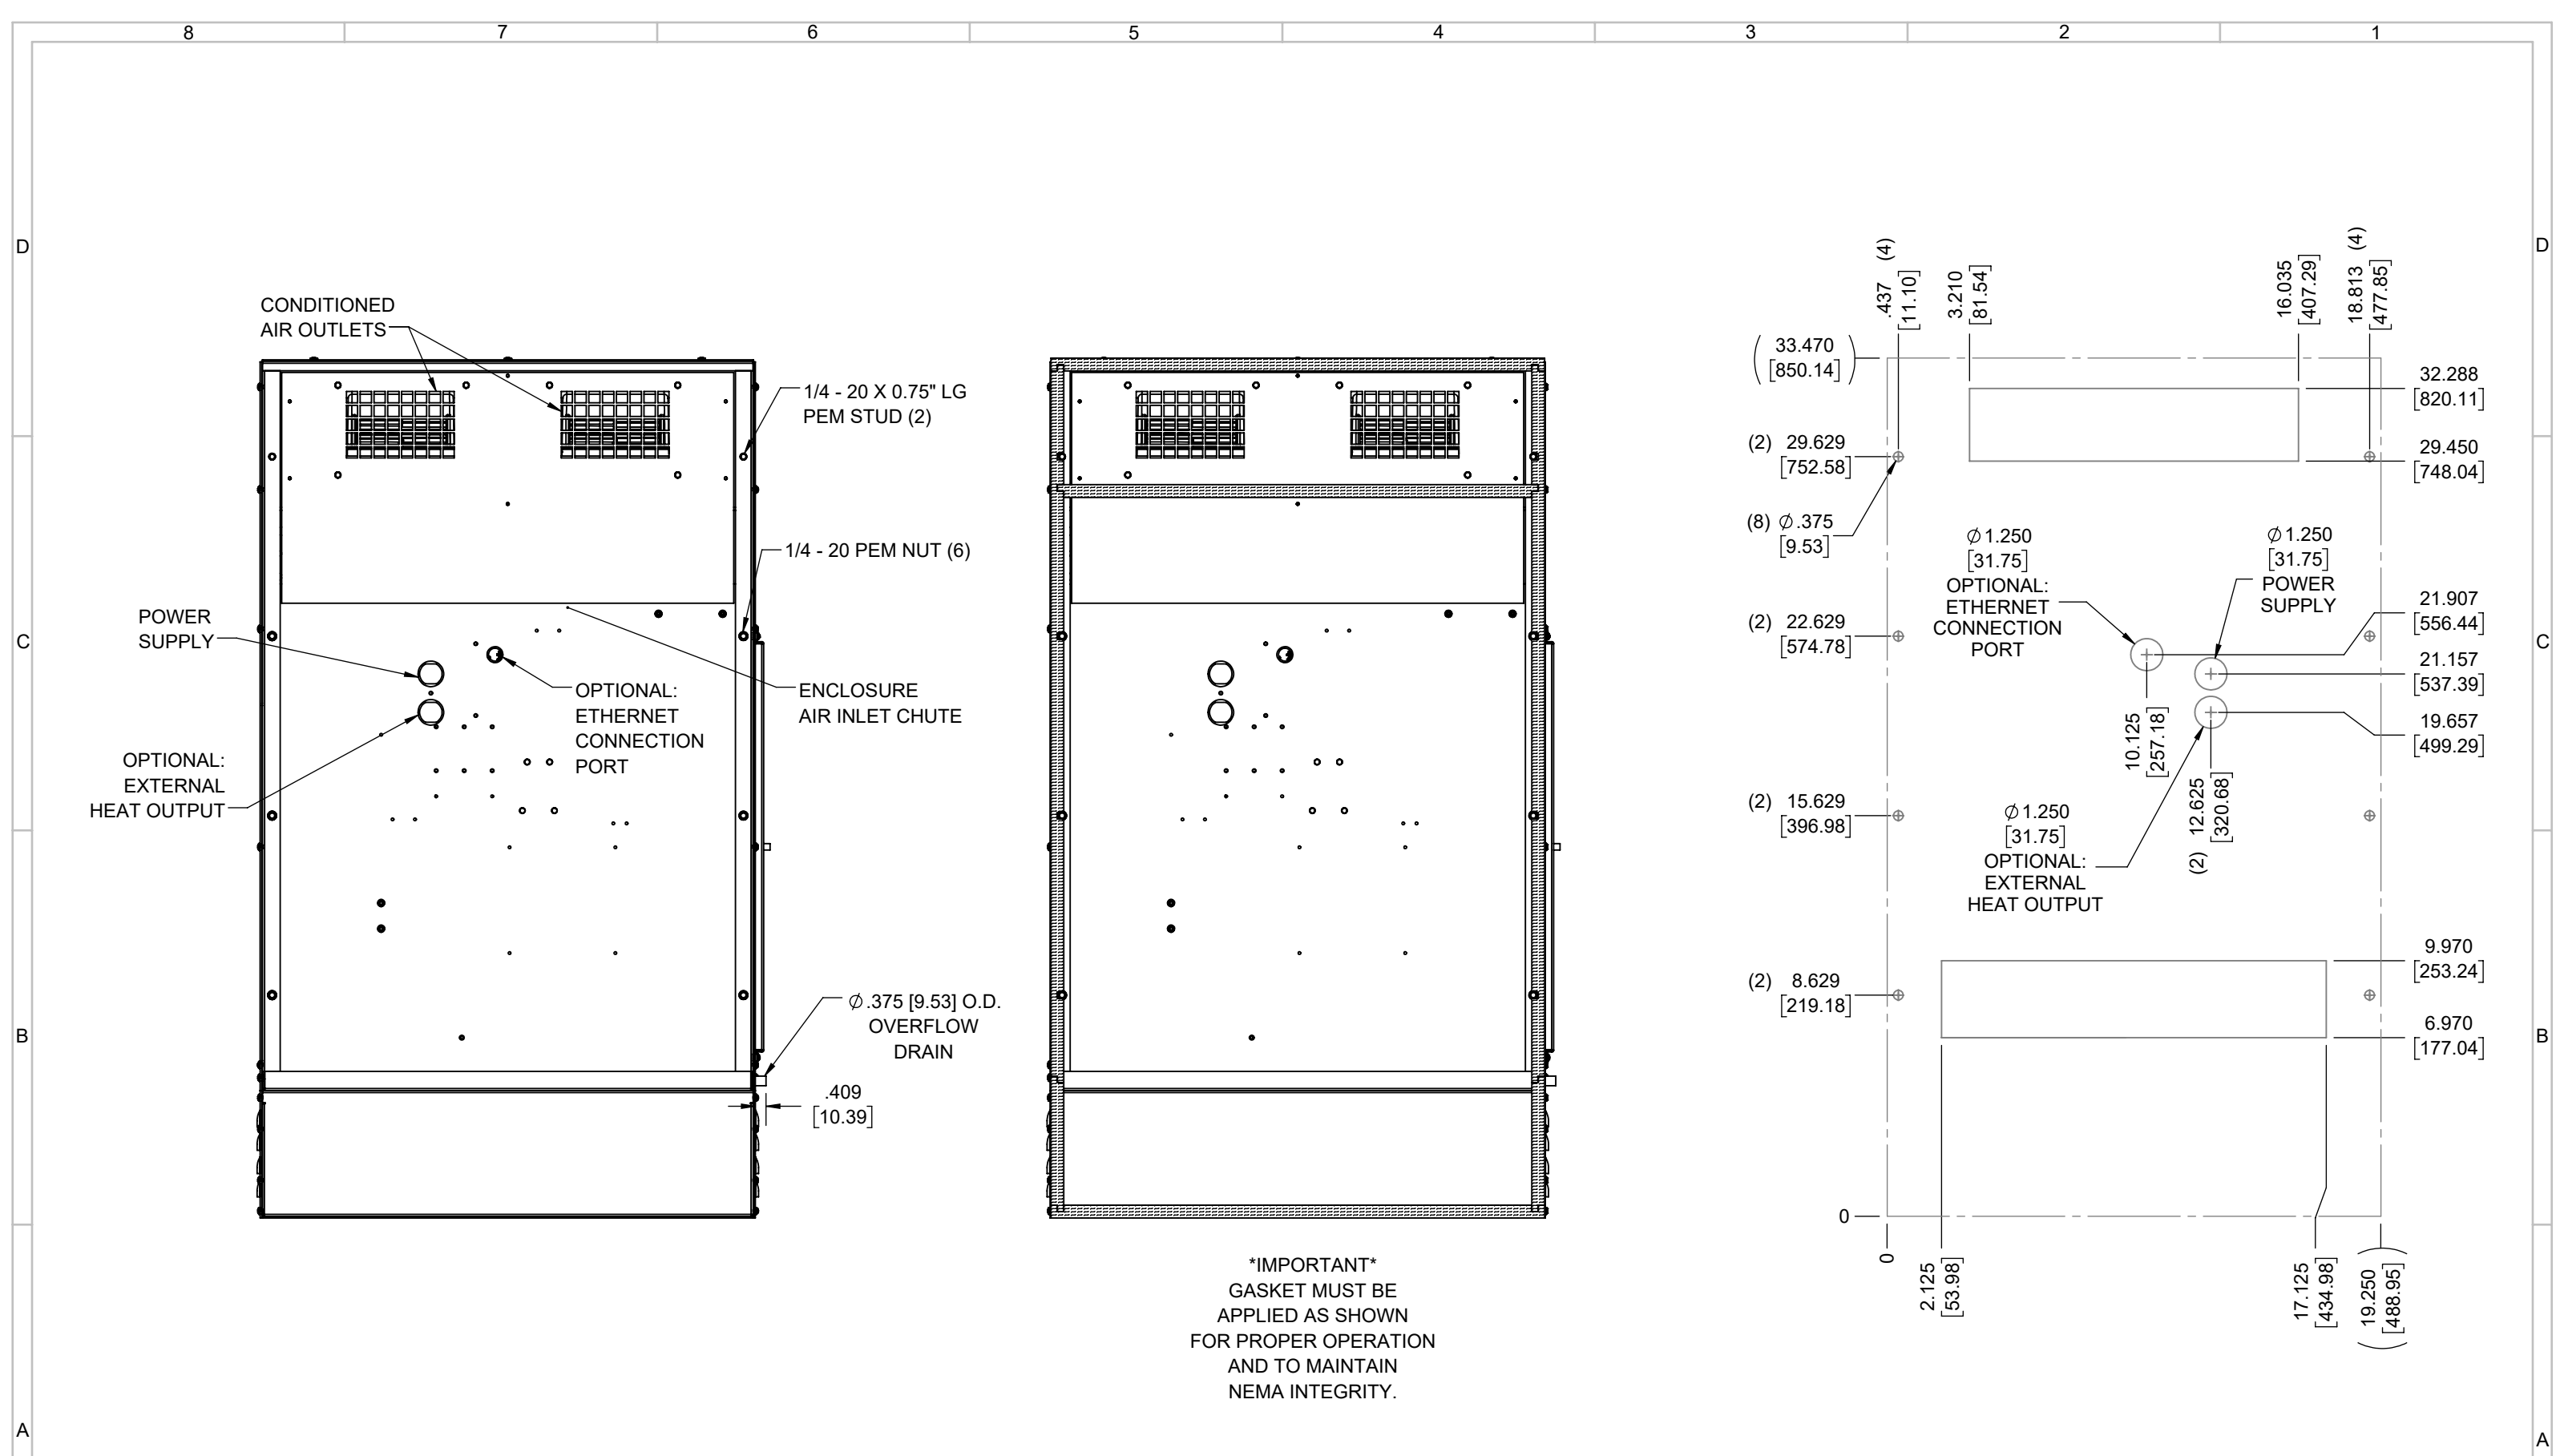 8 7 6 5 4 3 2 1
D
C
B
A
CONDITIONED
AIR OUTLETS
1/4 - 20 X 0.75" LG
PEM STUD (2)
1/4 - 20 PEM NUT (6)
POWER
SUPPLY
OPTIONAL:
EXTERNAL
HEAT OUTPUT
OPTIONAL:
ETHERNET
CONNECTION
PORT
ENCLOSURE
AIR INLET CHUTE
Ø.375 [9.53] O.D.
OVERFLOW
DRAIN
.409
[10.39]
*IMPORTANT*
GASKET MUST BE
APPLIED AS SHOWN
FOR PROPER OPERATION
AND TO MAINTAIN
NEMA INTEGRITY.
.437 (4)
[11.10]
3.210
[81.54]
16.035
[407.29]
18.813 (4)
[477.85]
(33.470
[850.14])
(2) 29.629
[752.58]
(8) Ø.375
[9.53]
(2) 22.629
[574.78]
(2) 15.629
[396.98]
(2) 8.629
[219.18]
0
32.288
[820.11]
29.450
[748.04]
Ø1.250
[31.75]
OPTIONAL:
ETHERNET
CONNECTION
PORT
Ø1.250
[31.75]
POWER
SUPPLY
21.907
[556.44]
21.157
[537.39]
19.657
[499.29]
10.125
[257.18]
(2) 12.625
[320.68]
Ø1.250
[31.75]
OPTIONAL:
EXTERNAL
HEAT OUTPUT
9.970
[253.24]
6.970
[177.04]
0
2.125
[53.98]
17.125
[434.98]
(19.250
[488.95])
D
C
B
A